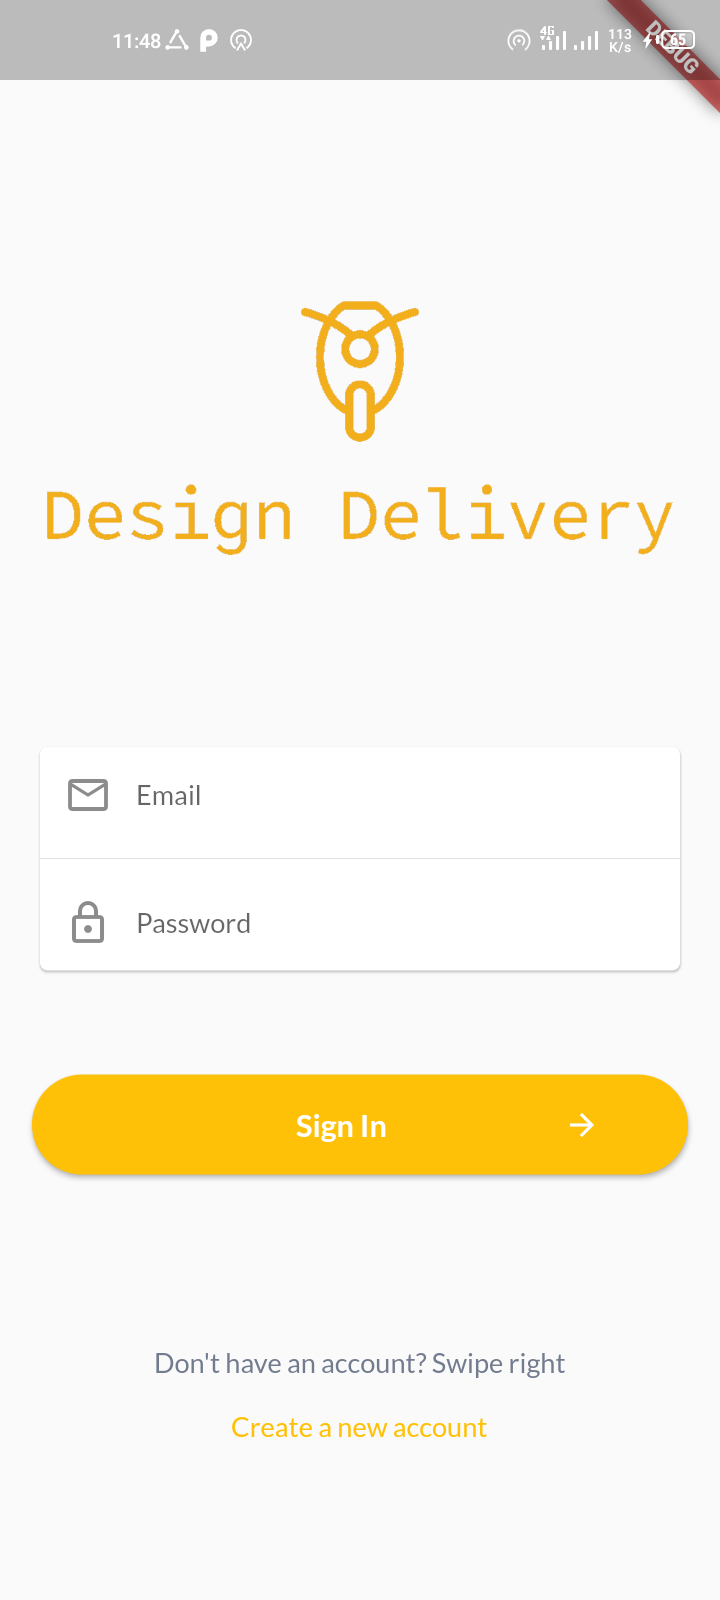 11:48
4G
113
K/s
65
DEBUG
Design Delivery
Email
Password
Sign In
Don't have an account? Swipe right
Create a new account